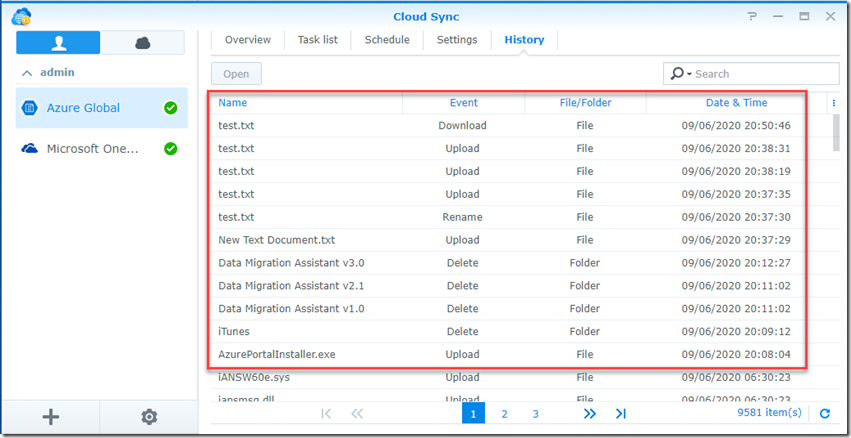 Cloud Sync
Overview Task list Schedule Settings History
admin
Open Search
Azure Global
Microsoft One...
Name Event File/Folder Date & Time
test.txt Download File 09/06/2020 20:50:46
test.txt Upload File 09/06/2020 20:38:31
test.txt Upload File 09/06/2020 20:38:19
test.txt Upload File 09/06/2020 20:37:35
test.txt Rename File 09/06/2020 20:37:30
New Text Document.txt Upload File 09/06/2020 20:37:29
Data Migration Assistant v3.0 Delete Folder 09/06/2020 20:12:27
Data Migration Assistant v2.1 Delete Folder 09/06/2020 20:11:02
Data Migration Assistant v1.0 Delete Folder 09/06/2020 20:11:02
iTunes Delete Folder 09/06/2020 20:09:12
AzurePortalInstaller.exe Upload File 09/06/2020 20:08:04
iANSW60e.sys Upload File 09/06/2020 06:30:23
iansmsg.dll Upload File 09/06/2020 06:30:23
1 2 3 9581 item(s)